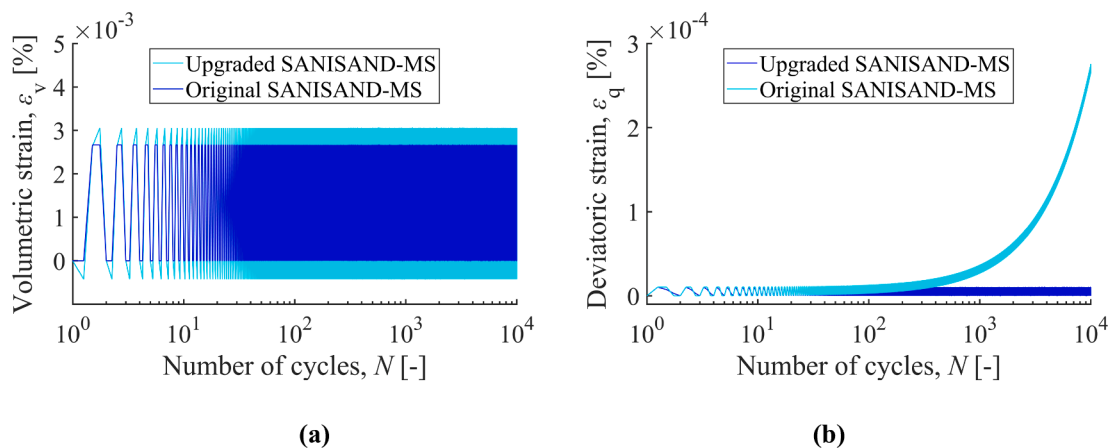 ×10⁻³
5
4
3
2
1
0
Volumetric strain, εᵥ [%]
Upgraded SANISAND-MS
Original SANISAND-MS
10⁰ 10¹ 10² 10³ 10⁴
Number of cycles, N [-]
(a)
×10⁻⁴
3
2
1
0
Deviatoric strain, ε_q [%]
Upgraded SANISAND-MS
Original SANISAND-MS
10⁰ 10¹ 10² 10³ 10⁴
Number of cycles, N [-]
(b)